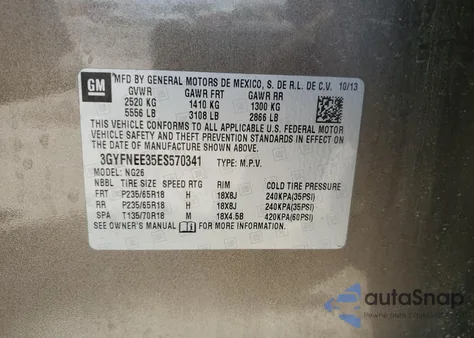 GM
MFD BY GENERAL MOTORS DE MEXICO, S. DE R.L. DE C.V. 10/13
GVWR GAWR FRT GAWR RR
2520 KG 1410 KG 1300 KG
5556 LB 3108 LB 2866 LB
THIS VEHICLE CONFORMS TO ALL APPLICABLE U.S. FEDERAL MOTOR
VEHICLE SAFETY AND THEFT PREVENTION STANDARDS IN EFFECT ON
THE DATE OF MANUFACTURE SHOWN ABOVE.
3GYFNEE35ES570341 TYPE: M.P.V.
MODEL: NG26
NBBL TIRE SIZE SPEED RTG RIM COLD TIRE PRESSURE
FRT P235/65R18 H 18X8J 240KPA(35PSI)
RR P235/65R18 H 18X8J 240KPA(35PSI)
SPA T135/70R18 M 18X4.5B 420KPA(60PSI)
SEE OWNER'S MANUAL FOR MORE INFORMATION.
autoSnap